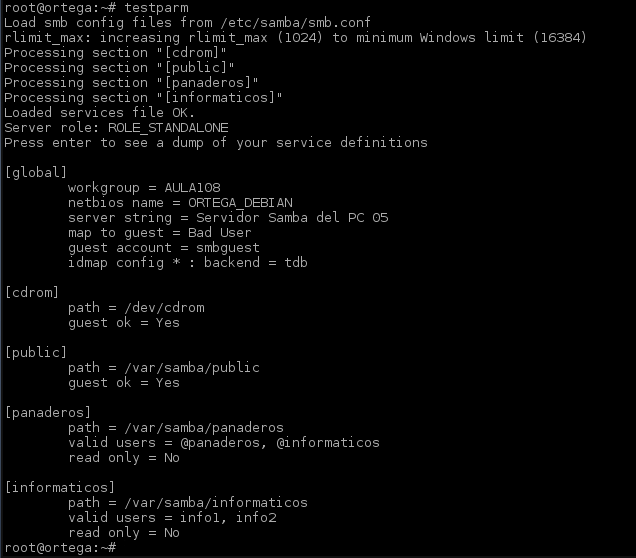 root@ortega:~# testparm
Load smb config files from /etc/samba/smb.conf
rlimit_max: increasing rlimit_max (1024) to minimum Windows limit (16384)
Processing section "[cdrom]"
Processing section "[public]"
Processing section "[panaderos]"
Processing section "[informaticos]"
Loaded services file OK.
Server role: ROLE_STANDALONE
Press enter to see a dump of your service definitions

[global]
        workgroup = AULA108
        netbios name = ORTEGA_DEBIAN
        server string = Servidor Samba del PC 05
        map to guest = Bad User
        guest account = smbguest
        idmap config * : backend = tdb

[cdrom]
        path = /dev/cdrom
        guest ok = Yes

[public]
        path = /var/samba/public
        guest ok = Yes

[panaderos]
        path = /var/samba/panaderos
        valid users = @panaderos, @informaticos
        read only = No

[informaticos]
        path = /var/samba/informaticos
        valid users = info1, info2
        read only = No
root@ortega:~#